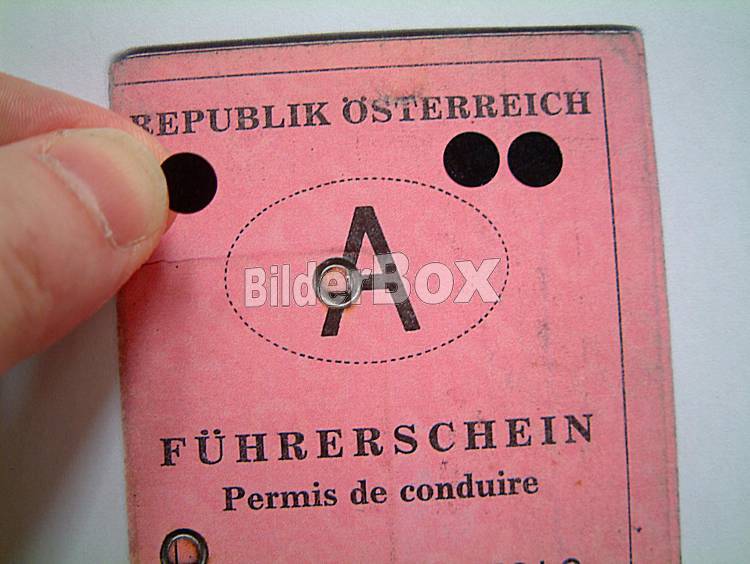 REPUBLIK ÖSTERREICH
A
BilderBox
FÜHRERSCHEIN
Permis de conduire